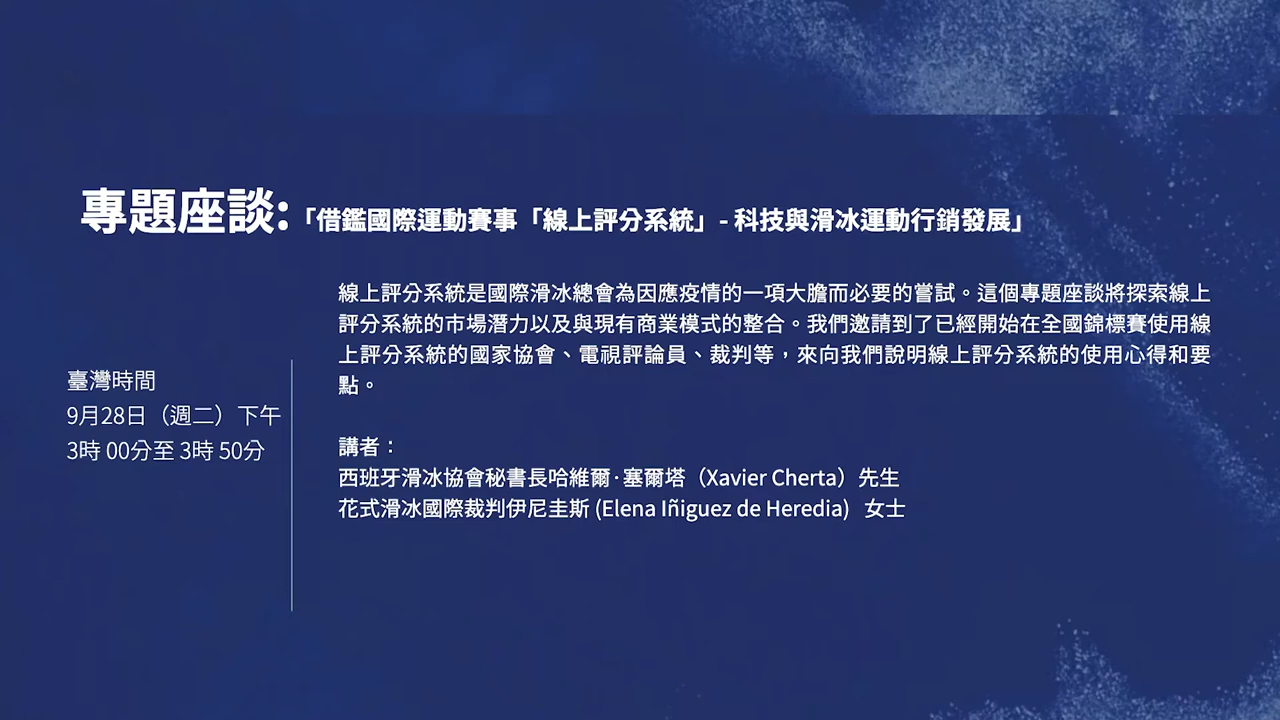 專題座談:「借鑑國際運動賽事「線上評分系統」- 科技與滑冰運動行銷發展」
線上評分系統是國際滑冰總會為因應疫情的一項大膽而必要的嘗試。這個專題座談將探索線上
評分系統的市場潛力以及與現有商業模式的整合。我們邀請到了已經開始在全國錦標賽使用線
上評分系統的國家協會、電視評論員、裁判等，來向我們說明線上評分系統的使用心得和要
點。
臺灣時間
9月28日（週二）下午
3時 00分至 3時 50分
講者：
西班牙滑冰協會秘書長哈維爾·塞爾塔（Xavier Cherta）先生
花式滑冰國際裁判伊尼圭斯 (Elena Iñiguez de Heredia) 女士